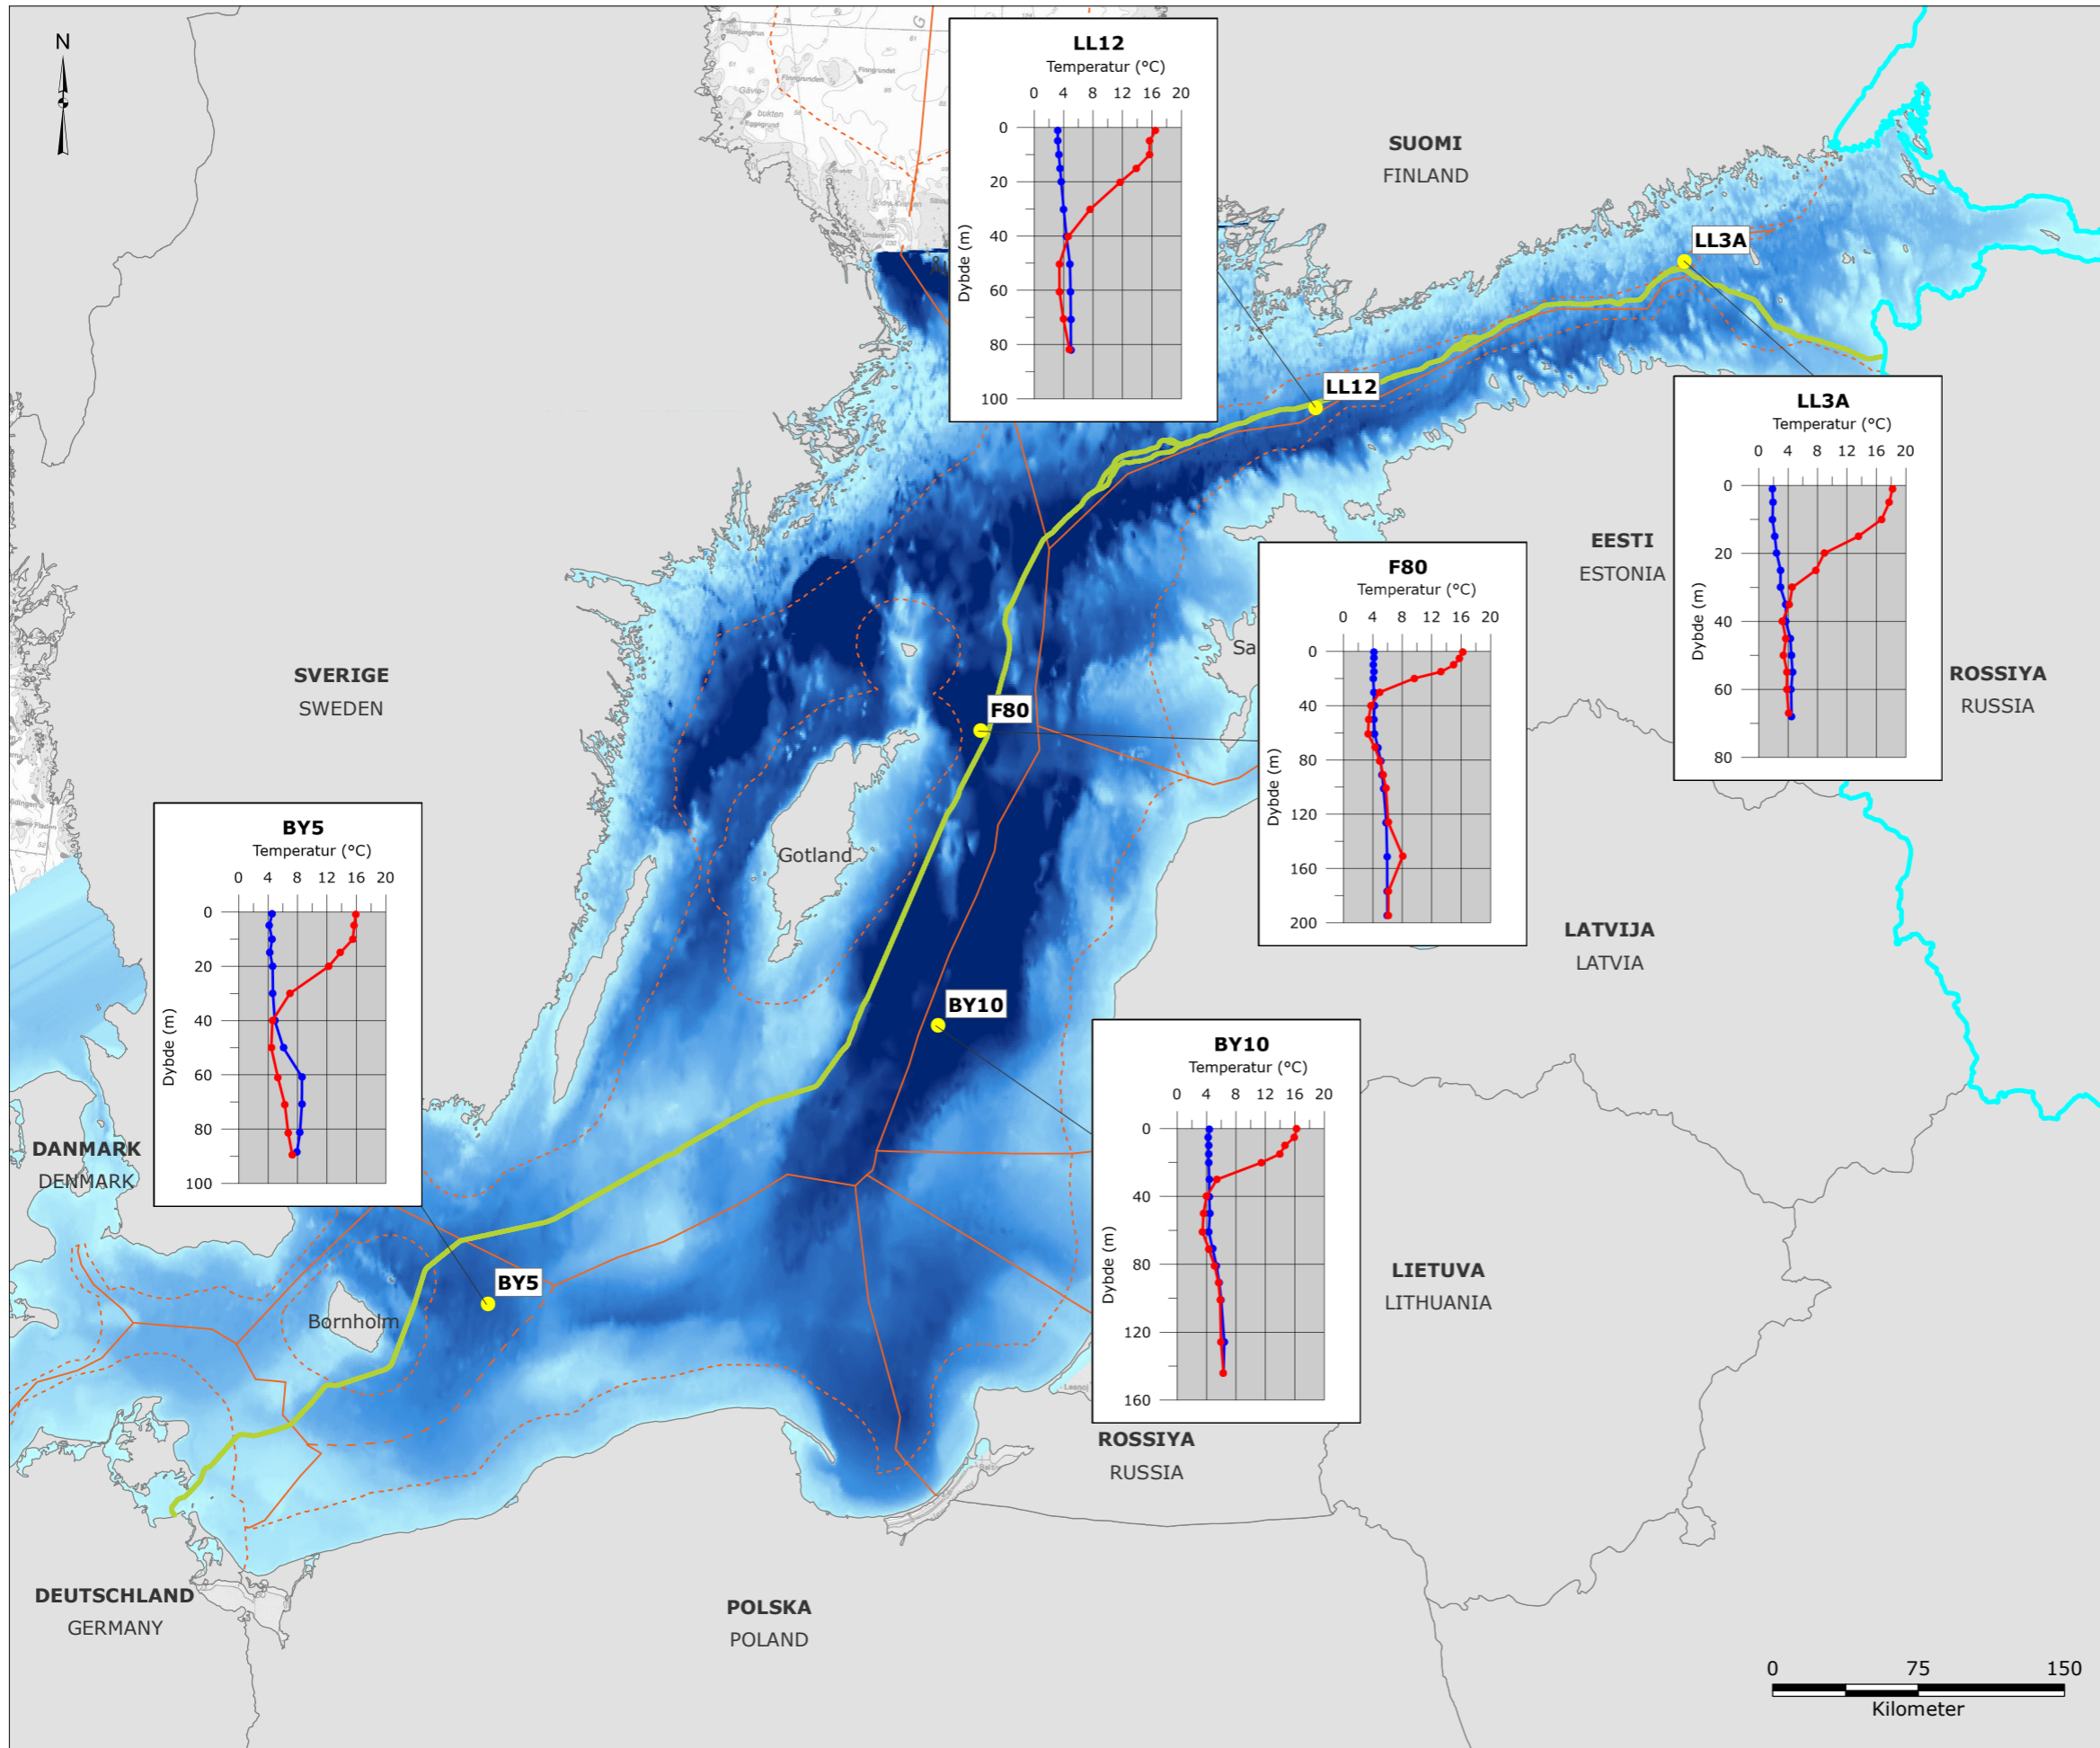 N
LL12
Temperatur (°C)
0 4 8 12 16 20
0
20
40
60
80
100
Dybde (m)
SUOMI
FINLAND
LL3A
LL12
LL3A
Temperatur (°C)
0 4 8 12 16 20
0
20
40
60
80
Dybde (m)
EESTI
ESTONIA
F80
Temperatur (°C)
0 4 8 12 16 20
0
40
80
120
160
200
Dybde (m)
Sa
ROSSIYA
RUSSIA
SVERIGE
SWEDEN
F80
Gotland
BY5
Temperatur (°C)
0 4 8 12 16 20
0
20
40
60
80
100
Dybde (m)
LATVIJA
LATVIA
BY10
BY10
Temperatur (°C)
0 4 8 12 16 20
0
40
80
120
160
Dybde (m)
DANMARK
DENMARK
BY5
Bornholm
LIETUVA
LITHUANIA
ROSSIYA
RUSSIA
DEUTSCHLAND
GERMANY
POLSKA
POLAND
0 75 150
Kilometer